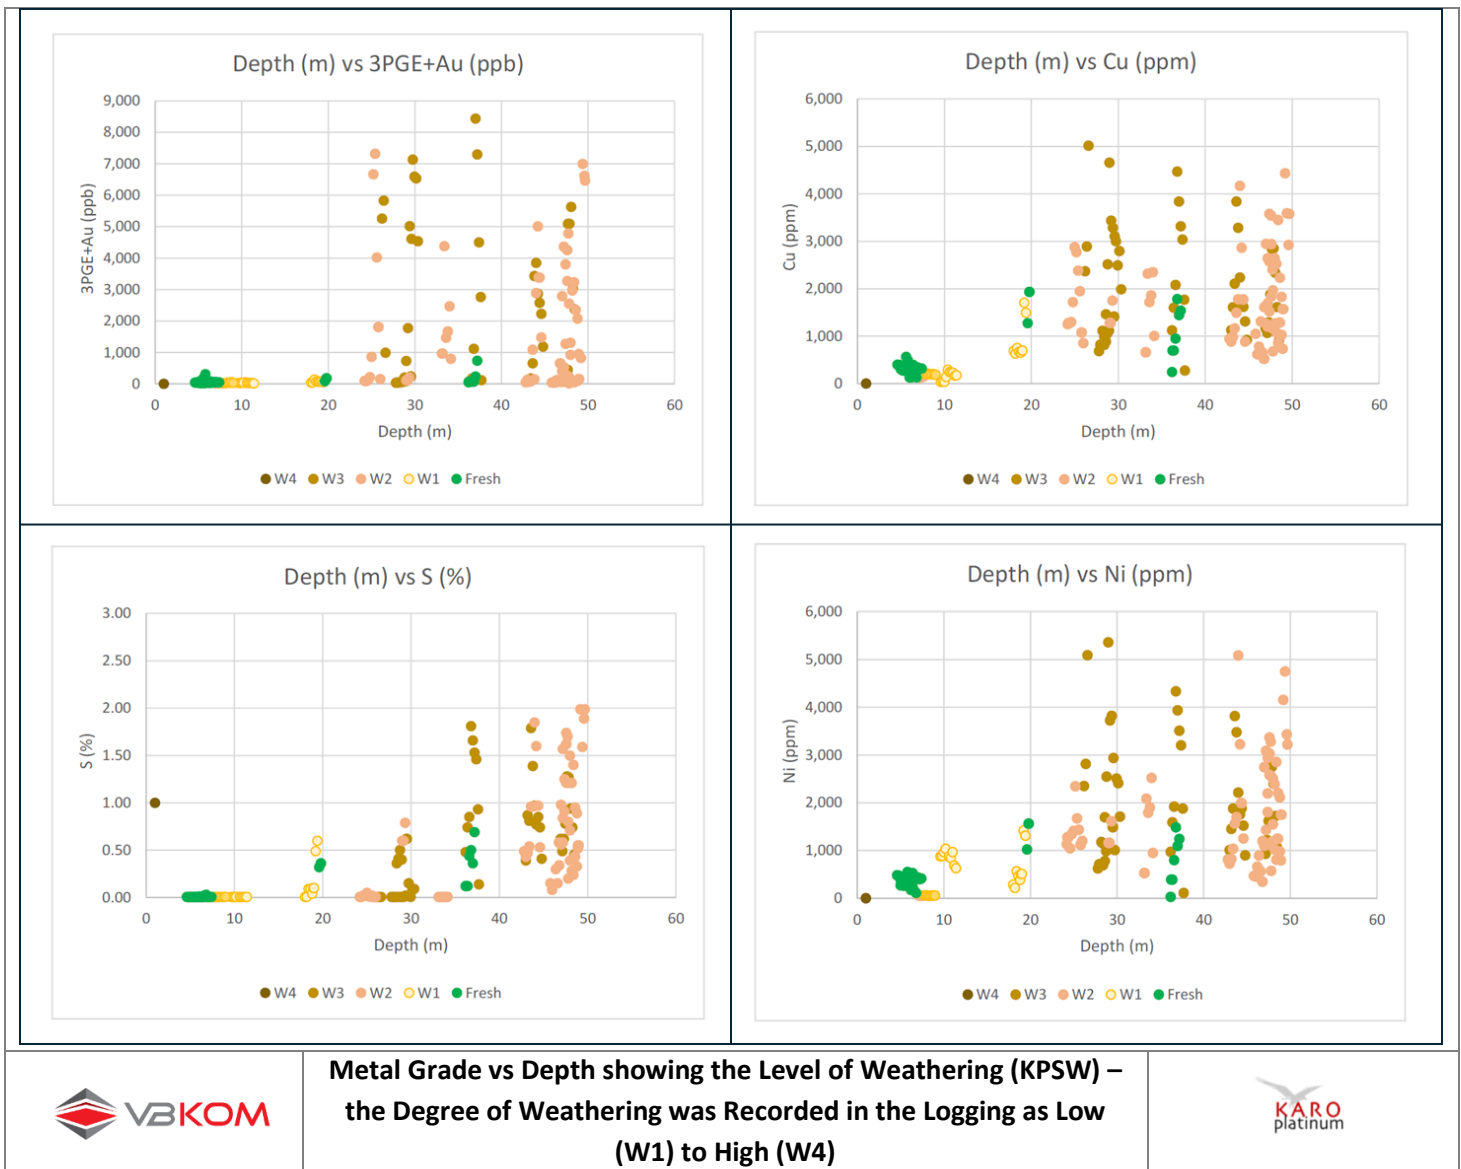 Depth (m) vs 3PGE+Au (ppb)
9,000
8,000
7,000
6,000
5,000
4,000
3,000
2,000
1,000
0
3PGE+Au (ppb)
0 10 20 30 40 50 60
Depth (m)
W4 W3 W2 W1 Fresh
Depth (m) vs Cu (ppm)
6,000
5,000
4,000
3,000
2,000
1,000
0
Cu (ppm)
0 10 20 30 40 50 60
Depth (m)
W4 W3 W2 W1 Fresh
Depth (m) vs S (%)
3.00
2.50
2.00
1.50
1.00
0.50
0.00
S (%)
0 10 20 30 40 50 60
Depth (m)
W4 W3 W2 W1 Fresh
Depth (m) vs Ni (ppm)
6,000
5,000
4,000
3,000
2,000
1,000
0
Ni (ppm)
0 10 20 30 40 50 60
Depth (m)
W4 W3 W2 W1 Fresh
VBKOM
Metal Grade vs Depth showing the Level of Weathering (KPSW) –
the Degree of Weathering was Recorded in the Logging as Low
(W1) to High (W4)
KARO
platinum